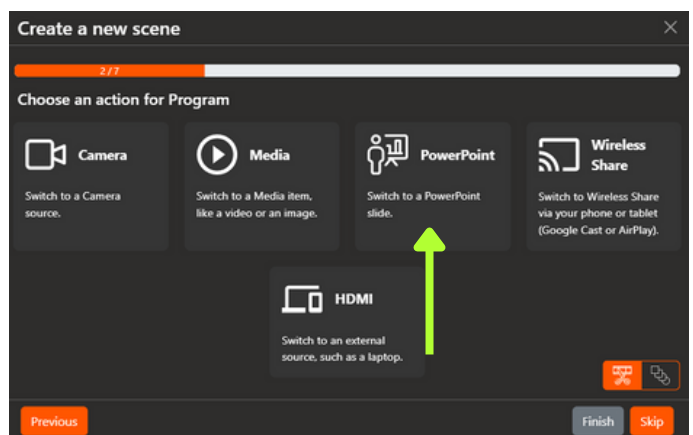 Create a new scene
2/7
Choose an action for Program
Camera
Switch to a Camera
source.
Media
Switch to a Media item,
like a video or an image.
PowerPoint
Switch to a PowerPoint
slide.
Wireless
Share
Switch to Wireless Share
via your phone or tablet
(Google Cast or AirPlay).
HDMI
Switch to an external
source, such as a laptop.
Previous
Finish
Skip